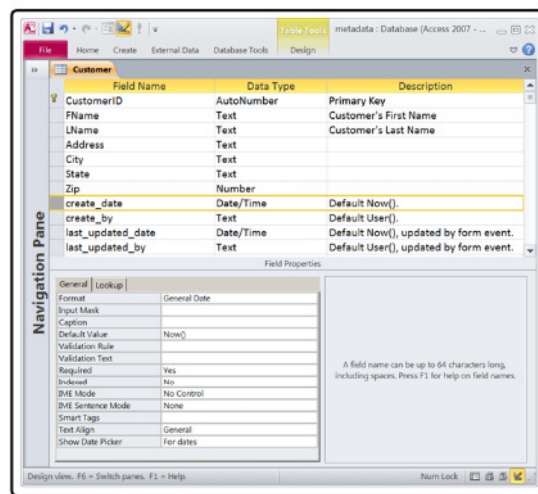 Table Tools
metadata : Database (Access 2007 - ...
File Home Create External Data Database Tools Design
Customer
Field Name Data Type Description
CustomerID AutoNumber Primary Key
FName Text Customer's First Name
LName Text Customer's Last Name
Address Text
City Text
State Text
Zip Number
create_date Date/Time Default Now().
create_by Text Default User().
last_updated_date Date/Time Default Now(), updated by form event.
last_updated_by Text Default User(), updated by form event.
Navigation Pane
Field Properties
General Lookup
Format General Date
Input Mask
Caption
Default Value Now()
Validation Rule
Validation Text
Required Yes
Indexed No
IME Mode No Control
IME Sentence Mode None
Smart Tags
Text Align General
Show Date Picker For dates
A field name can be up to 64 characters long,
including spaces. Press F1 for help on field names.
Design view. F6 = Switch panes. F1 = Help. Num Lock